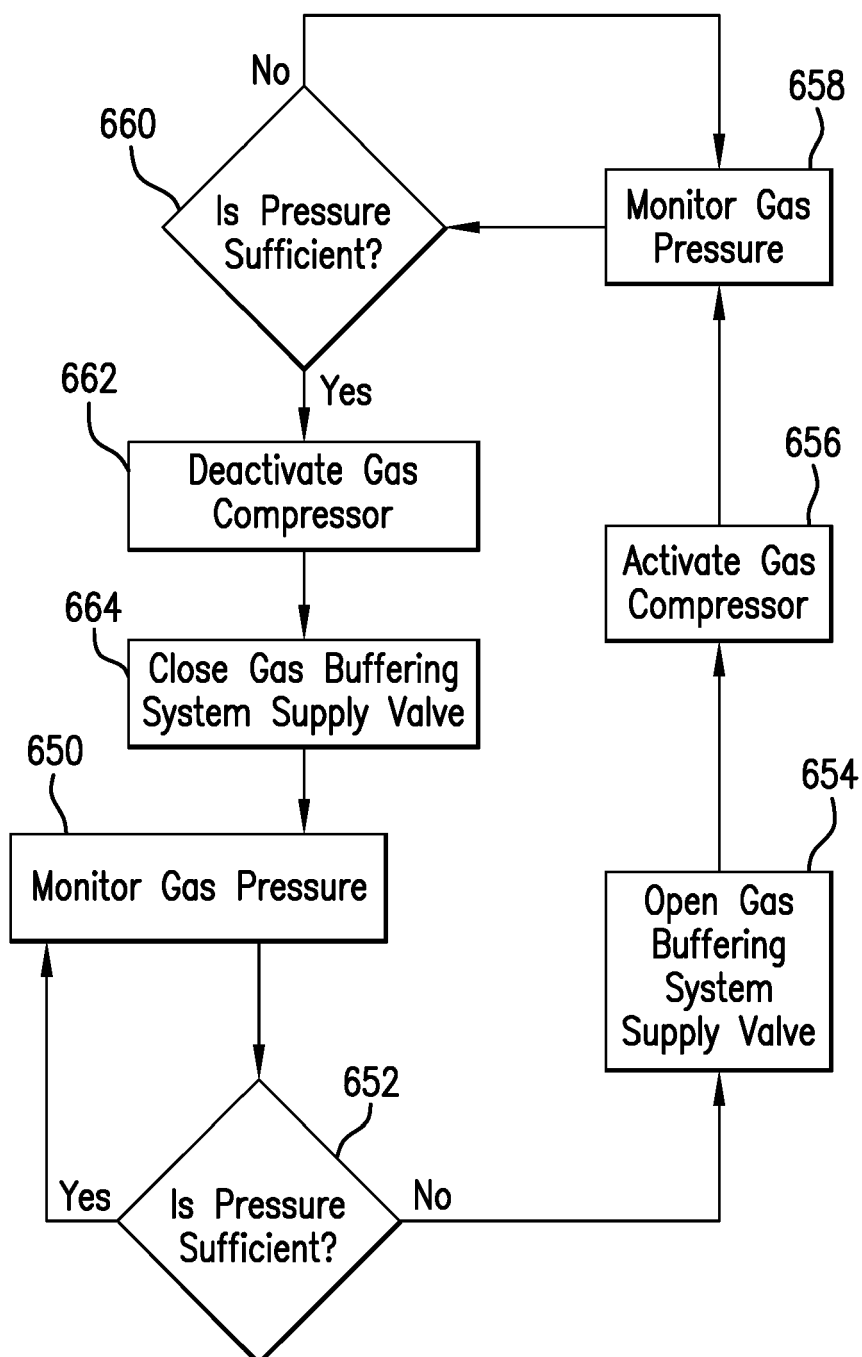 No
660
Is Pressure
Sufficient?
658
Monitor Gas
Pressure
Yes
662
Deactivate Gas
Compressor
656
Activate Gas
Compressor
664
Close Gas Buffering
System Supply Valve
650
Monitor Gas Pressure
654
Open Gas
Buffering
System
Supply Valve
652
Is Pressure
Sufficient?
Yes
No